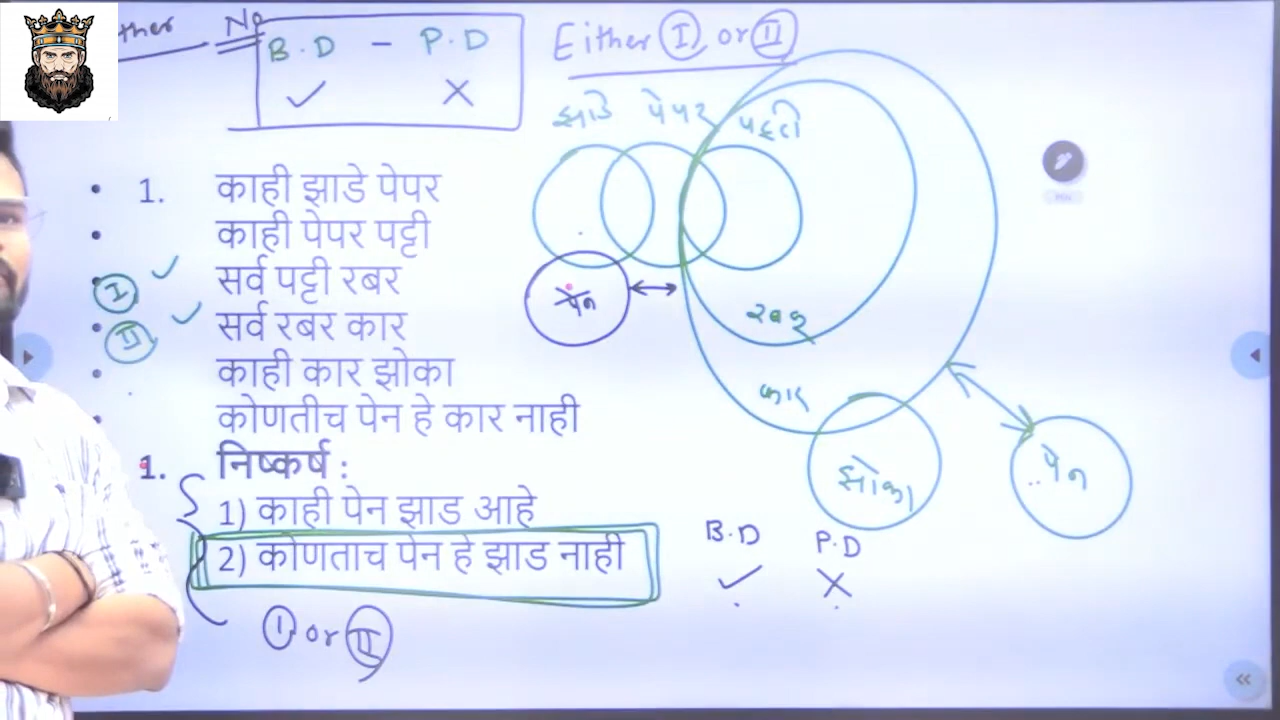 No
B.D - P.D
✓ ✗
Either I or II
झाडे पेपर पट्टी
1. काही झाडे पेपर
काही पेपर पट्टी
I ✓ सर्व पट्टी रबर
II ✓ सर्व रबर कार
काही कार झोका
कोणतीच पेन हे कार नाही
1. निष्कर्ष :
1) काही पेन झाड आहे
2) कोणताच पेन हे झाड नाही
I or II
पेन
रबर
कार
झोका
पेन
B.D P.D
✓ ✗